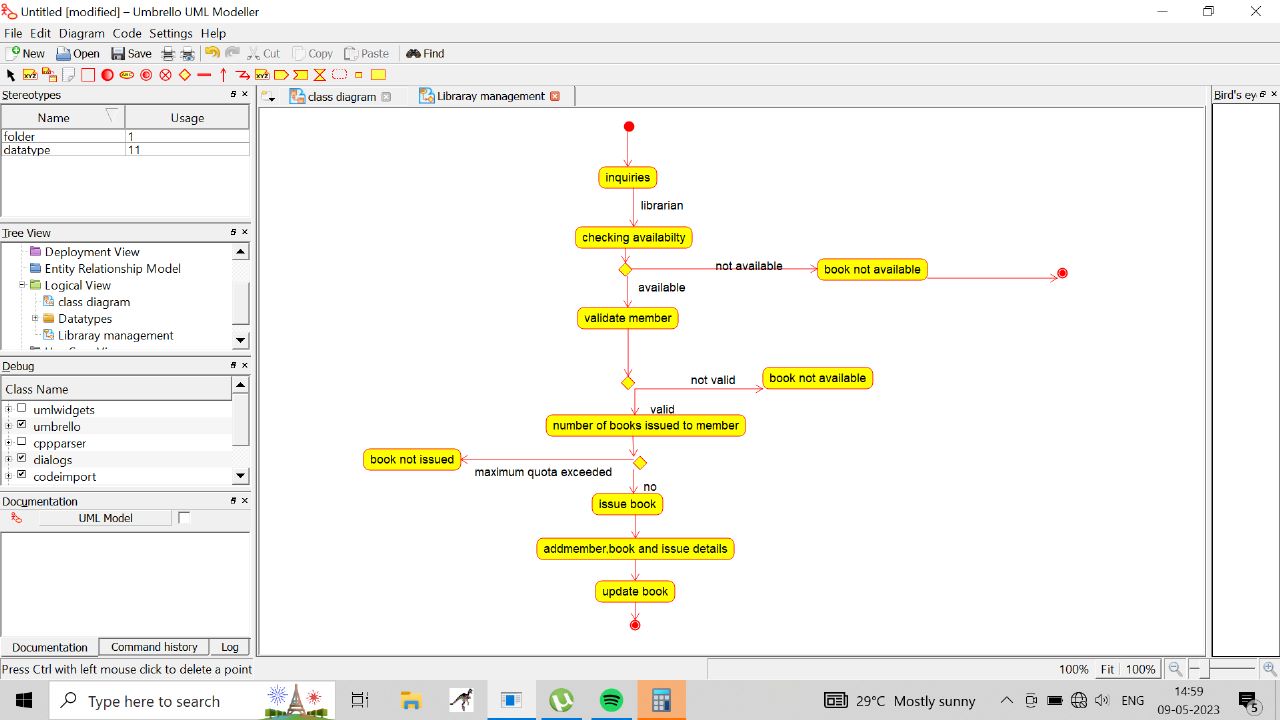 Untitled [modified] – Umbrello UML Modeller
File Edit Diagram Code Settings Help
New Open Save Cut Copy Paste Find
Stereotypes
Name Usage
folder 1
datatype 11
Tree View
Deployment View
Entity Relationship Model
Logical View
class diagram
Datatypes
Libraray management
Debug
Class Name
umlwidgets
umbrello
cppparser
dialogs
codeimport
Documentation
UML Model
Documentation Command history Log
class diagram Libraray management
Bird's ey
inquiries
librarian
checking availabilty
not available
book not available
available
validate member
not valid
book not available
valid
number of books issued to member
book not issued
maximum quota exceeded
no
issue book
addmember,book and issue details
update book
Press Ctrl with left mouse click to delete a point
100% Fit 100%
Type here to search
29°C Mostly sunny
ENG
14:59
09-05-2023
5